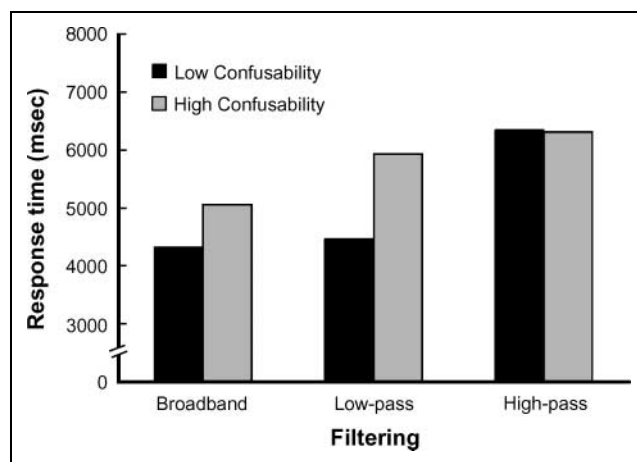 Response time (msec)
8000
7000
6000
5000
4000
3000
0
Low Confusability
High Confusability
Broadband
Low-pass
High-pass
Filtering